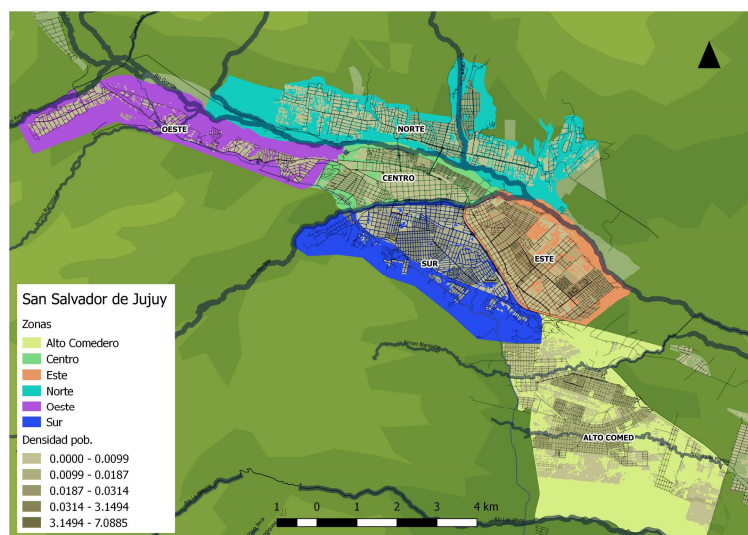 OESTE
NORTE
CENTRO
SUR
ESTE
ALTO COMED
San Salvador de Jujuy
Zonas
Alto Comedero
Centro
Este
Norte
Oeste
Sur
Densidad pob.
0.0000 - 0.0099
0.0099 - 0.0187
0.0187 - 0.0314
0.0314 - 3.1494
3.1494 - 7.0885
1 0 1 2 3 4 km